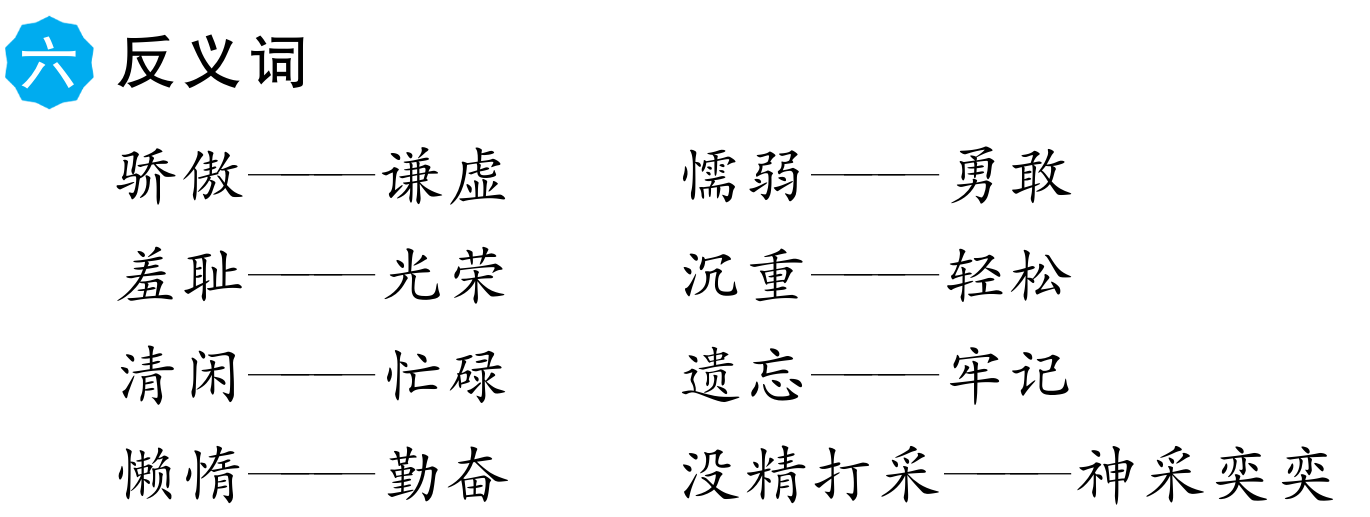 六 反义词
骄傲——谦虚 懦弱——勇敢
羞耻——光荣 沉重——轻松
清闲——忙碌 遗忘——牢记
懒惰——勤奋 没精打采——神采奕奕